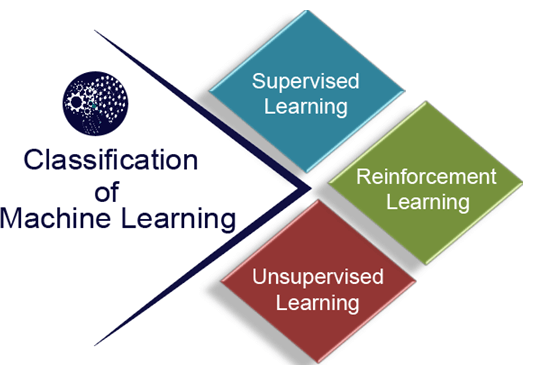 Classification
of
Machine Learning
Supervised
Learning
Reinforcement
Learning
Unsupervised
Learning